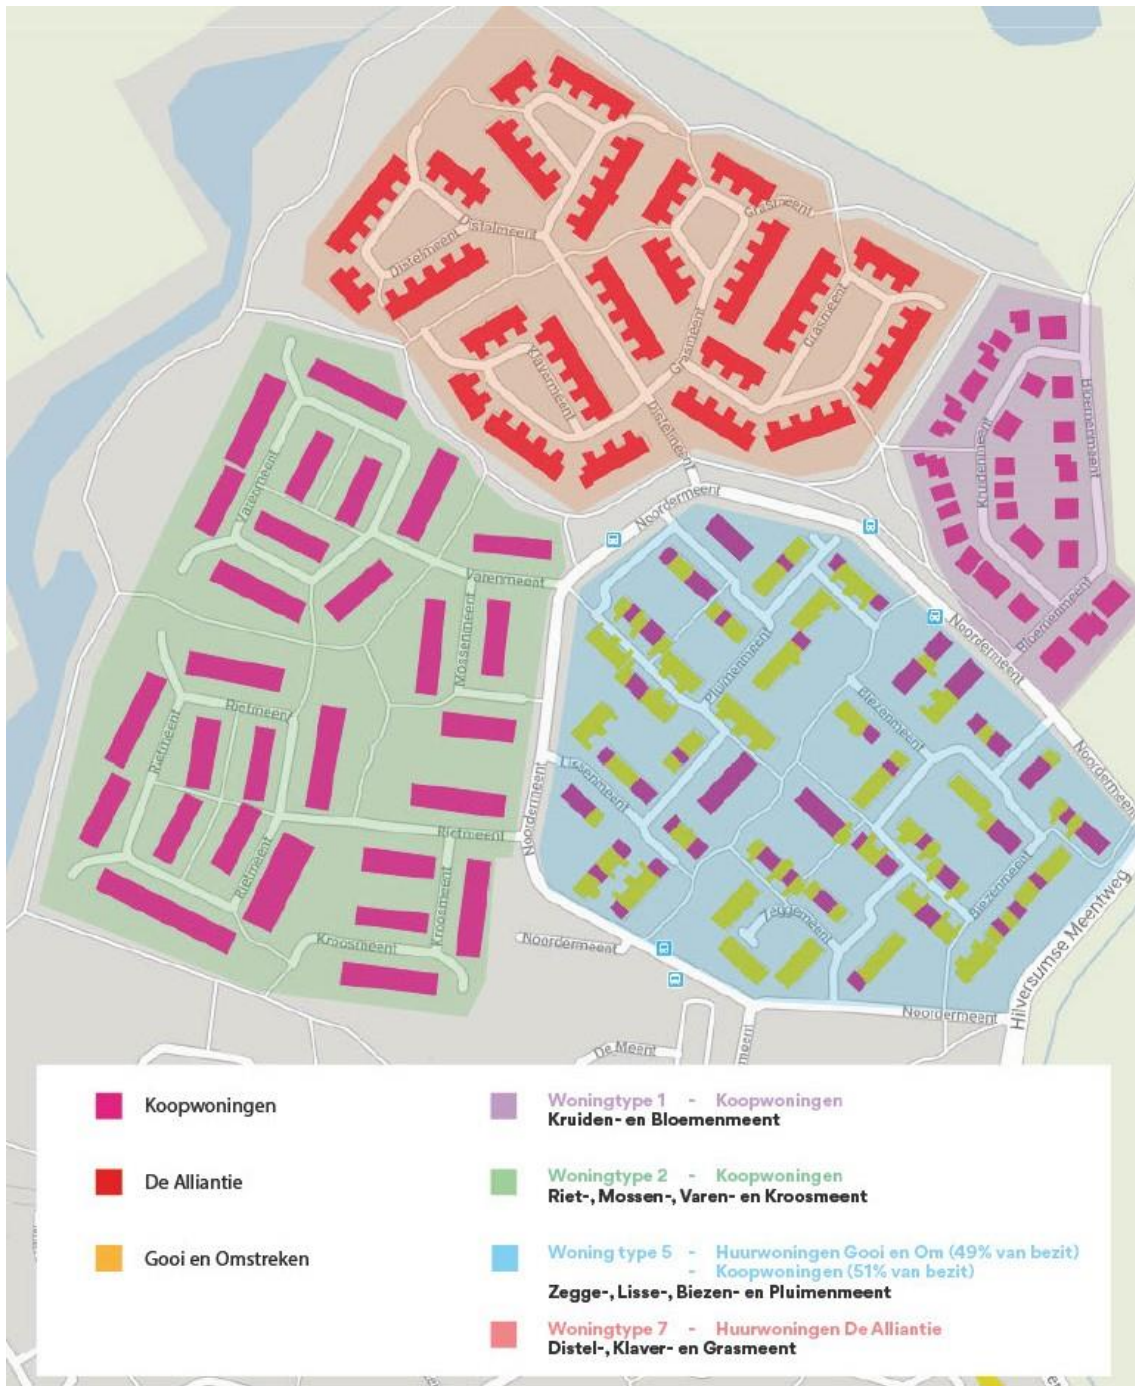 Grasmeent
Distelmeent
Distelmeent
Grasmeent
Grasmeent
Klavermeent
Distelmeent
Bloemenmeent
Kruidenmeent
Varenmeent
Noordermeent
Varenmeent
Mossenmeent
Bloemenmeent
Noordermeent
Pluimenmeent
Biezenmeent
Rietmeent
Rietmeent
Noordermeent
Lissenmeent
Noordermeent
Rietmeent
Rietmeent
Biezenmeent
Kroosmeent
Zeggemeent
Kroosmeent
Noordermeent
Hilversumse Meentweg
Noordermeent
De Meent
meent
Koopwoningen
De Alliantie
Gooi en Omstreken
Woningtype 1 - Koopwoningen
Kruiden- en Bloemenmeent
Woningtype 2 - Koopwoningen
Riet-, Mossen-, Varen- en Kroosmeent
Woning type 5 - Huurwoningen Gooi en Om (49% van bezit)
- Koopwoningen (51% van bezit)
Zegge-, Lisse-, Biezen- en Pluimenmeent
Woningtype 7 - Huurwoningen De Alliantie
Distel-, Klaver- en Grasmeent